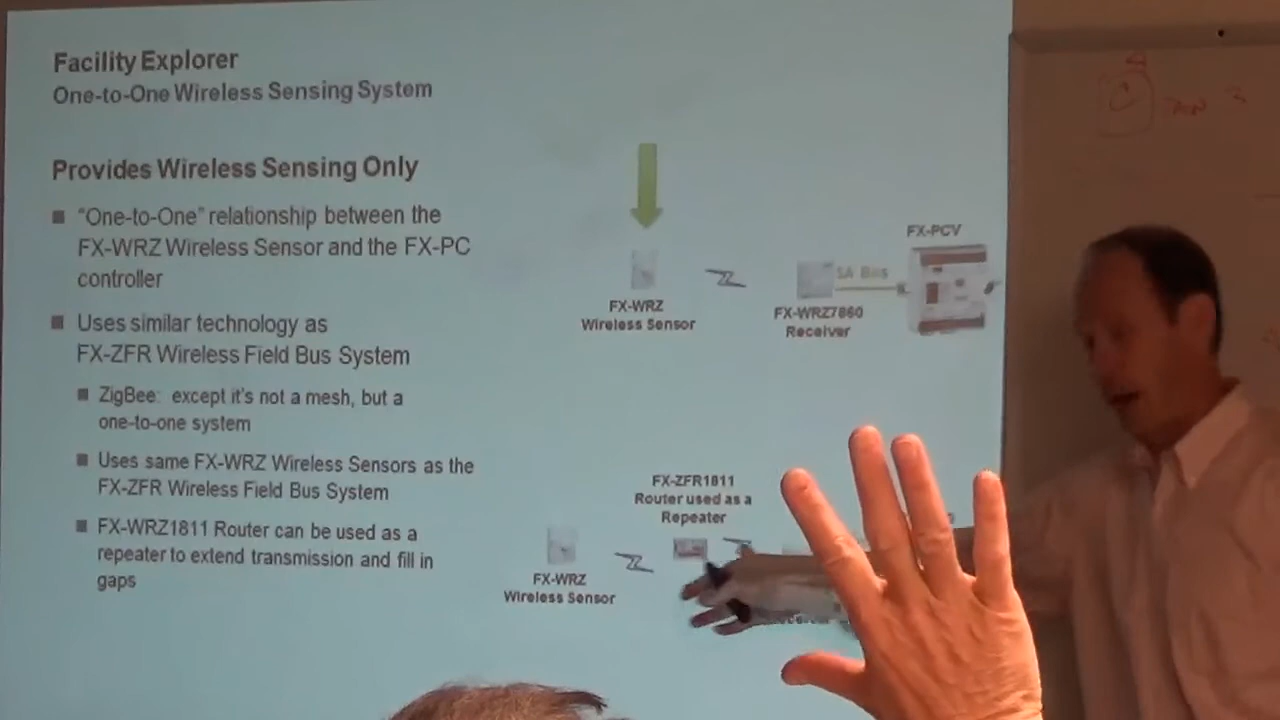 Facility Explorer
One-to-One Wireless Sensing System
Provides Wireless Sensing Only
"One-to-One" relationship between the
FX-WRZ Wireless Sensor and the FX-PC
controller
Uses similar technology as
FX-ZFR Wireless Field Bus System
ZigBee: except it's not a mesh, but a
one-to-one system
Uses same FX-WRZ Wireless Sensors as the
FX-ZFR Wireless Field Bus System
FX-WRZ1811 Router can be used as a
repeater to extend transmission and fill in
gaps
FX-WRZ
Wireless Sensor
FX-WRZ7860
Receiver
SA Bus
FX-PCV
FX-ZFR1811
Router used as a
Repeater
FX-WRZ
Wireless Sensor